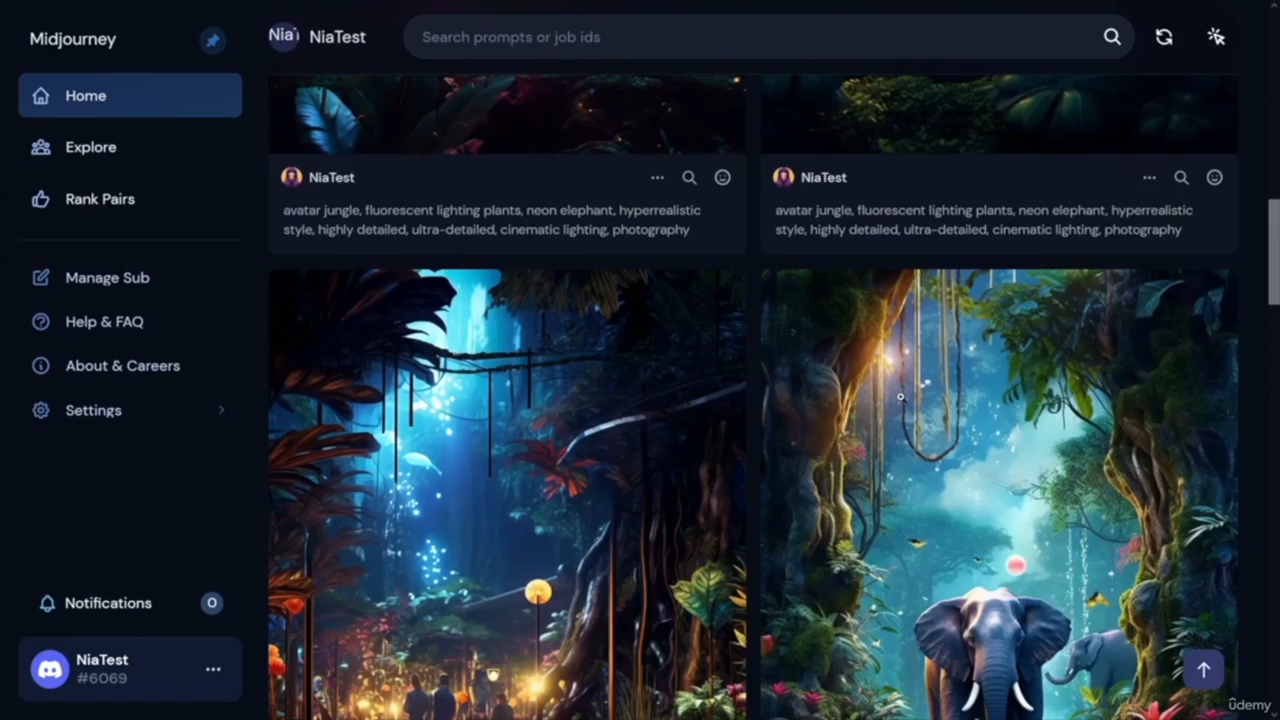 Midjourney
Nia
NiaTest
Search prompts or job ids
Home
Explore
Rank Pairs
Manage Sub
Help & FAQ
About & Careers
Settings
Notifications
0
NiaTest
#6069
NiaTest
avatar jungle, fluorescent lighting plants, neon elephant, hyperrealistic
style, highly detailed, ultra-detailed, cinematic lighting, photography
NiaTest
avatar jungle, fluorescent lighting plants, neon elephant, hyperrealistic
style, highly detailed, ultra-detailed, cinematic lighting, photography
ûdemy